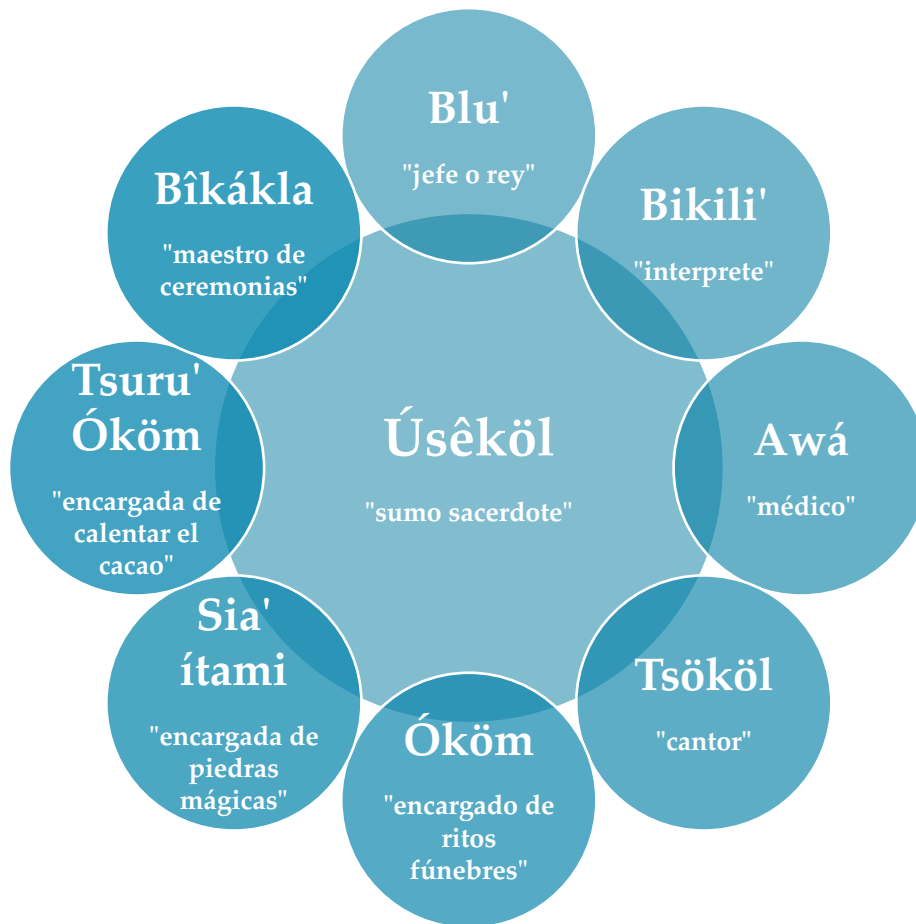 Blu'
"jefe o rey"
Bikili'
"interprete"
Awá
"médico"
Tsököl
"cantor"
Óköm
"encargado de
ritos
fúnebres"
Sia'
ítami
"encargada de
piedras
mágicas"
Tsuru'
Óköm
"encargada de
calentar el
cacao"
Bîkákla
"maestro de
ceremonias"
Úsêköl
"sumo sacerdote"